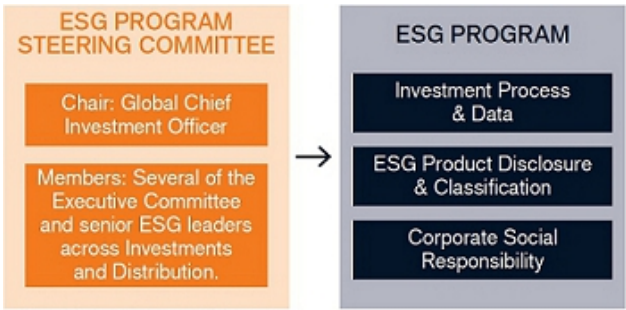 ESG PROGRAM
STEERING COMMITTEE
Chair: Global Chief
Investment Officer
Members: Several of the
Executive Committee
and senior ESG leaders
across Investments
and Distribution.
ESG PROGRAM
Investment Process
& Data
ESG Product Disclosure
& Classification
Corporate Social
Responsibility